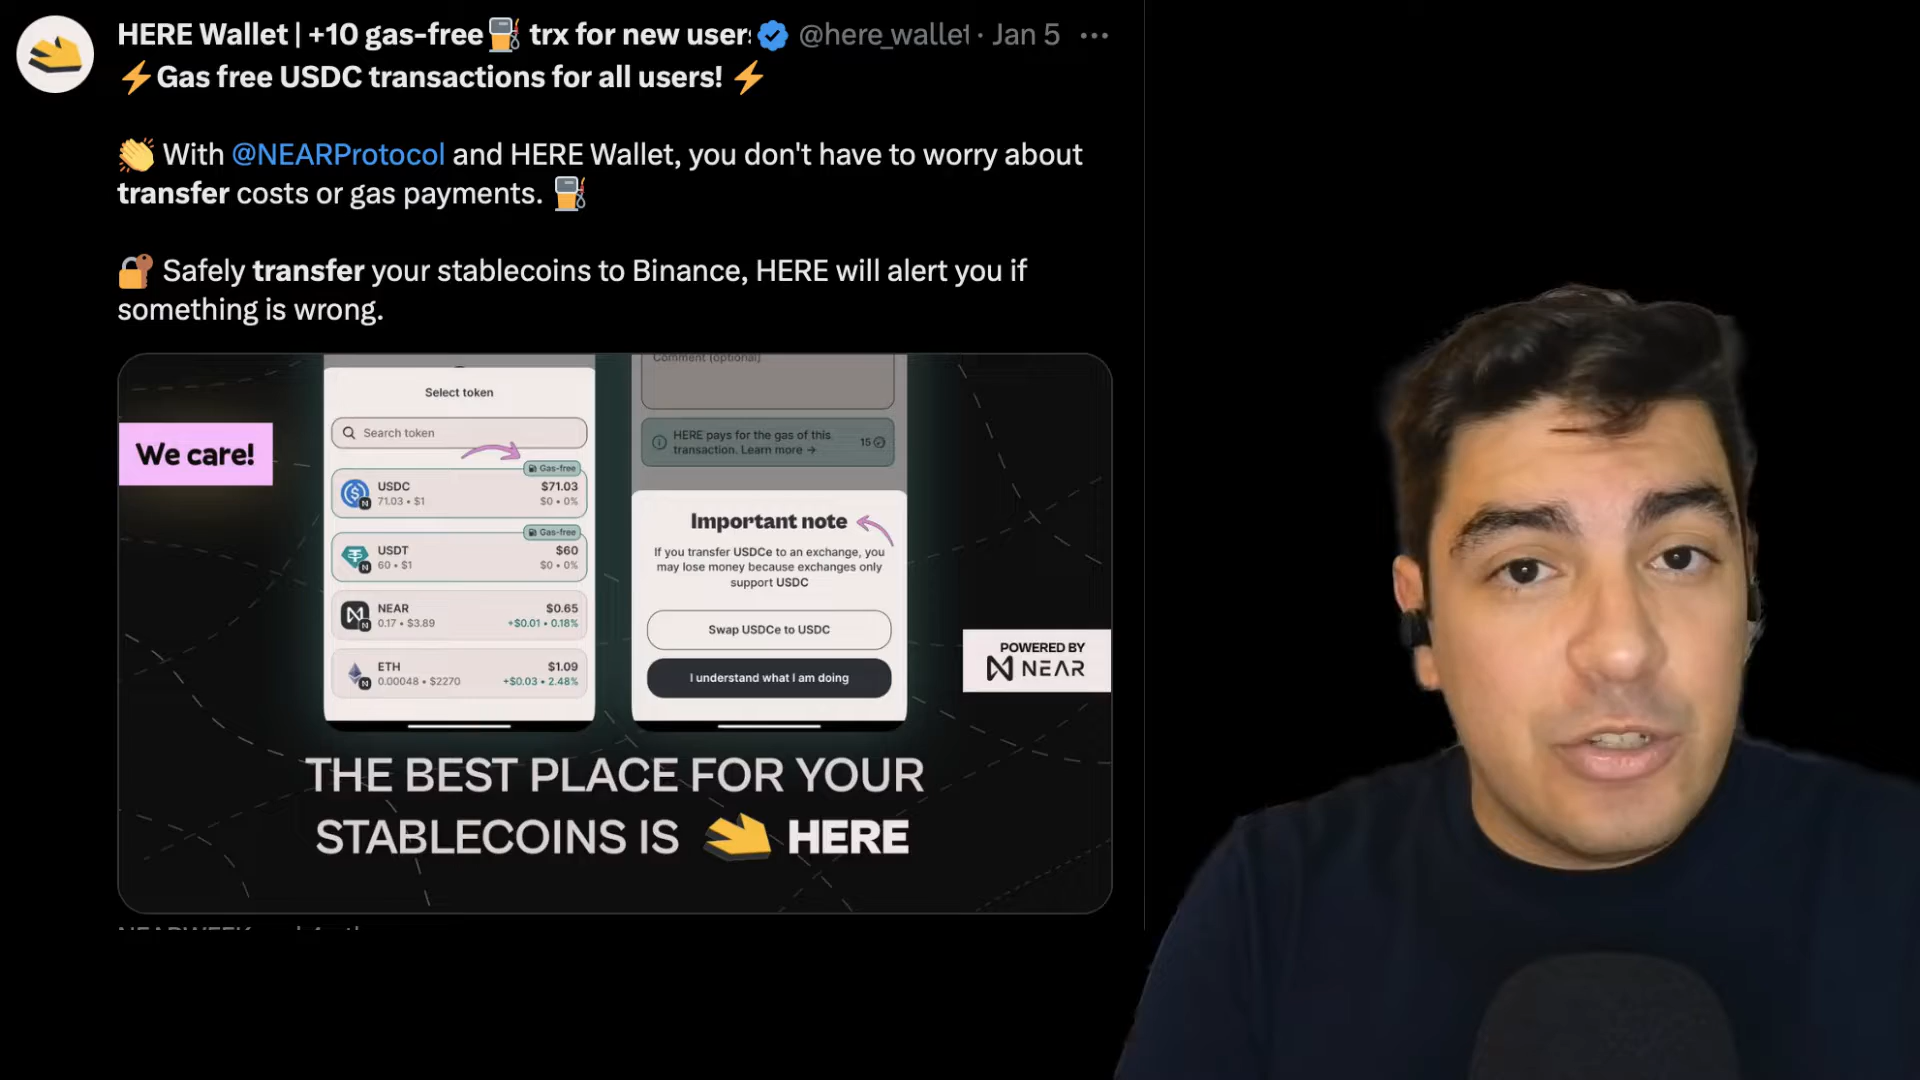 HERE Wallet | +10 gas-free⛽ trx for new users @here_wallet · Jan 5 ···
⚡Gas free USDC transactions for all users! ⚡
👏 With @NEARProtocol and HERE Wallet, you don't have to worry about
transfer costs or gas payments. ⛽
🔐 Safely transfer your stablecoins to Binance, HERE will alert you if
something is wrong.
We care!
Select token
Search token
Gas-free
USDC $71.03
71.03 • $1 $0 • 0%
Gas-free
USDT $60
60 • $1 $0 • 0%
NEAR $0.65
0.17 • $3.89 +$0.01 • 0.18%
ETH $1.09
0.00048 • $2270 +$0.03 • 2.48%
Comment (optional)
HERE pays for the gas of this
transaction. Learn more → 15
Important note
If you transfer USDCe to an exchange, you
may lose money because exchanges only
support USDC
Swap USDCe to USDC
I understand what I am doing
POWERED BY
NEAR
THE BEST PLACE FOR YOUR
STABLECOINS IS HERE